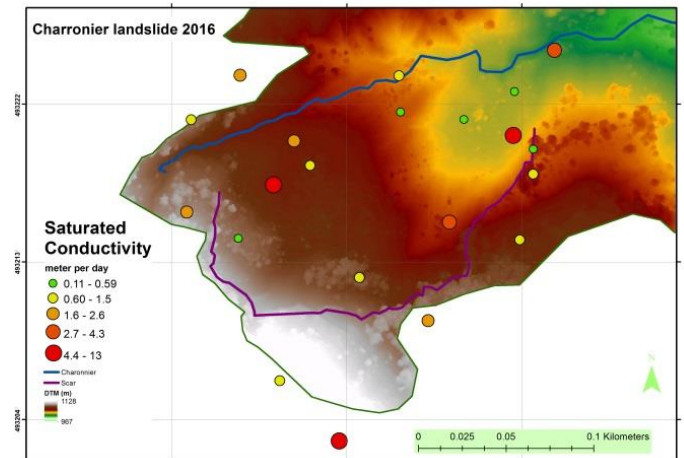 Charronier landslide 2016
493222
493213
493204
Saturated
Conductivity
meter per day
0.11 - 0.59
0.60 - 1.5
1.6 - 2.6
2.7 - 4.3
4.4 - 13
Charonnier
Scar
DTM (m)
1128
967
N
0 0.025 0.05 0.1 Kilometers